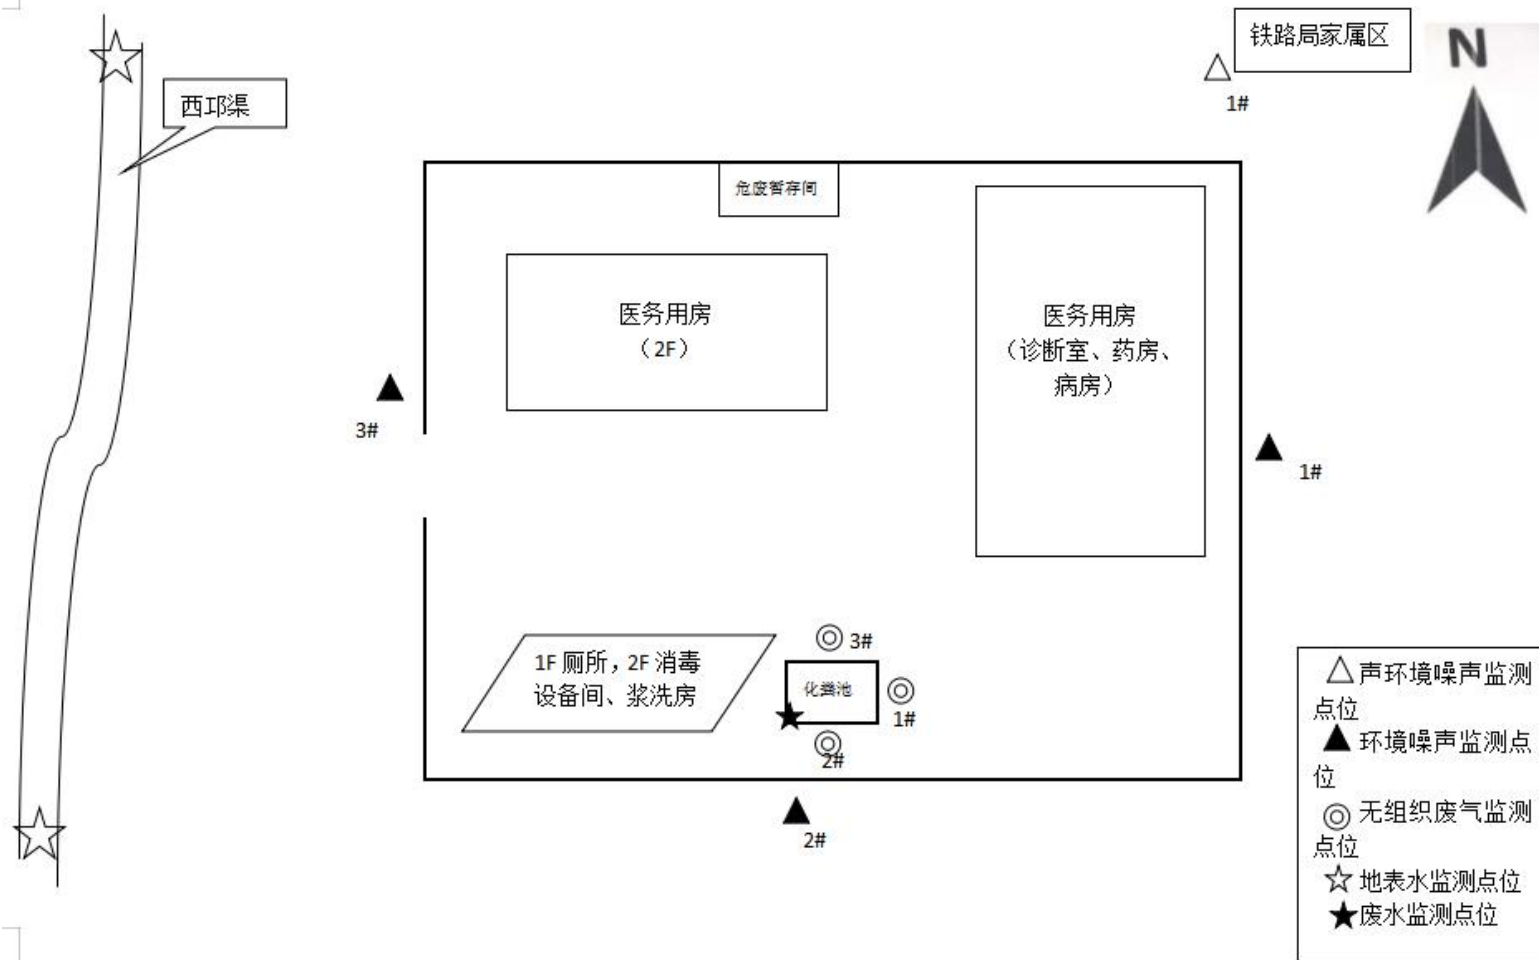 铁路局家属区
N
1#
西邛渠
危废暂存间
医务用房
（2F）
医务用房
（诊断室、药房、
病房）
3#
1#
1F 厕所，2F 消毒
设备间、浆洗房
3#
化粪池
1#
2#
2#
声环境噪声监测
点位
环境噪声监测点
位
无组织废气监测
点位
地表水监测点位
废水监测点位